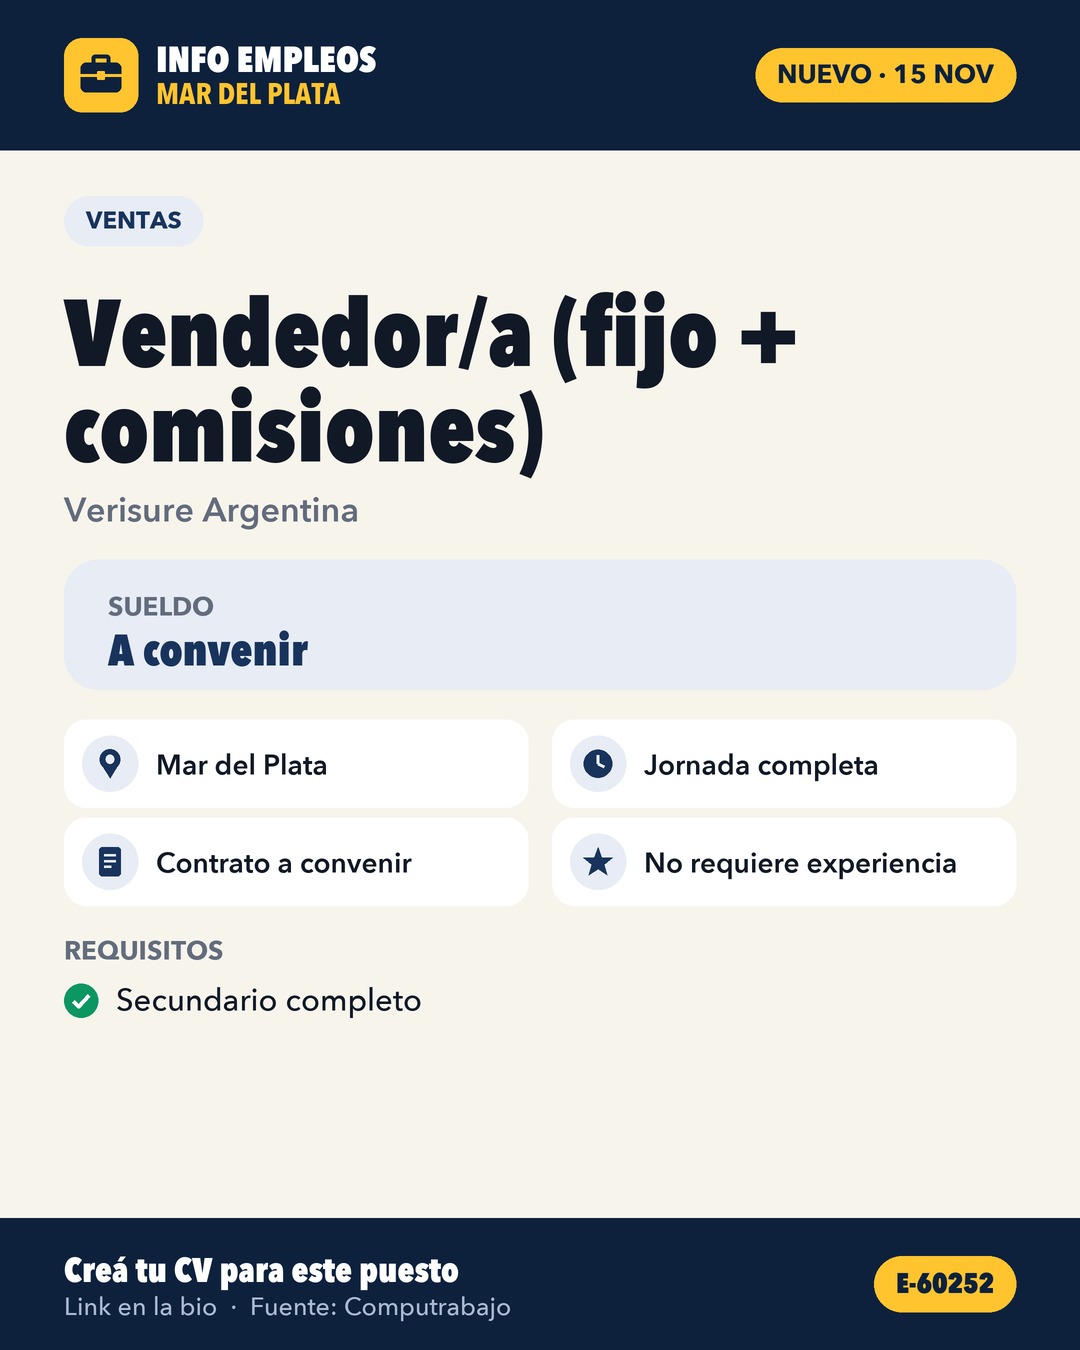 INFO EMPLEOS
MAR DEL PLATA
NUEVO · 15 NOV
VENTAS
Vendedor/a (fijo +
comisiones)
Verisure Argentina
SUELDO
A convenir
Mar del Plata
Jornada completa
Contrato a convenir
No requiere experiencia
REQUISITOS
Secundario completo
Creá tu CV para este puesto
Link en la bio · Fuente: Computrabajo
E-60252